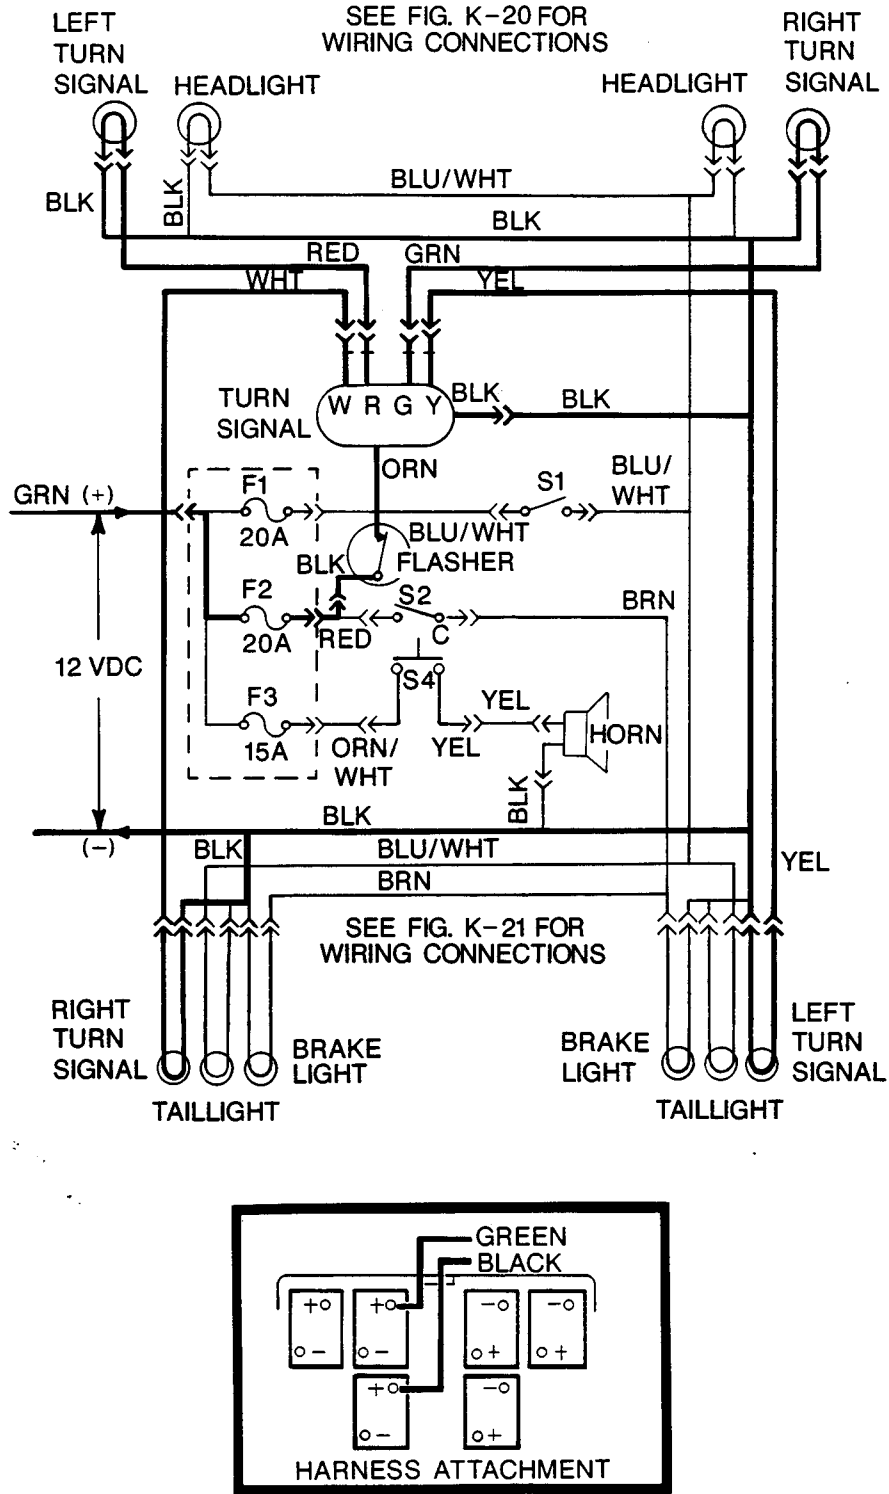 SEE FIG. K-20 FOR
WIRING CONNECTIONS
LEFT
TURN
SIGNAL
HEADLIGHT
HEADLIGHT
RIGHT
TURN
SIGNAL
BLU/WHT
BLK
BLK
BLK
RED
GRN
WHT
YEL
TURN
SIGNAL
W R G Y
BLK
BLK
ORN
GRN (+)
F1
20A
S1
BLU/
WHT
BLU/WHT
FLASHER
BLK
F2
20A
RED
S2
C
BRN
12 VDC
S4
F3
15A
ORN/
WHT
YEL
YEL
HORN
BLK
BLK
(-)
BLK
BLU/WHT
BRN
YEL
SEE FIG. K-21 FOR
WIRING CONNECTIONS
RIGHT
TURN
SIGNAL
BRAKE
LIGHT
TAILLIGHT
BRAKE
LIGHT
LEFT
TURN
SIGNAL
TAILLIGHT
GREEN
BLACK
+ + - -
- - + +
+ -
- +
HARNESS ATTACHMENT